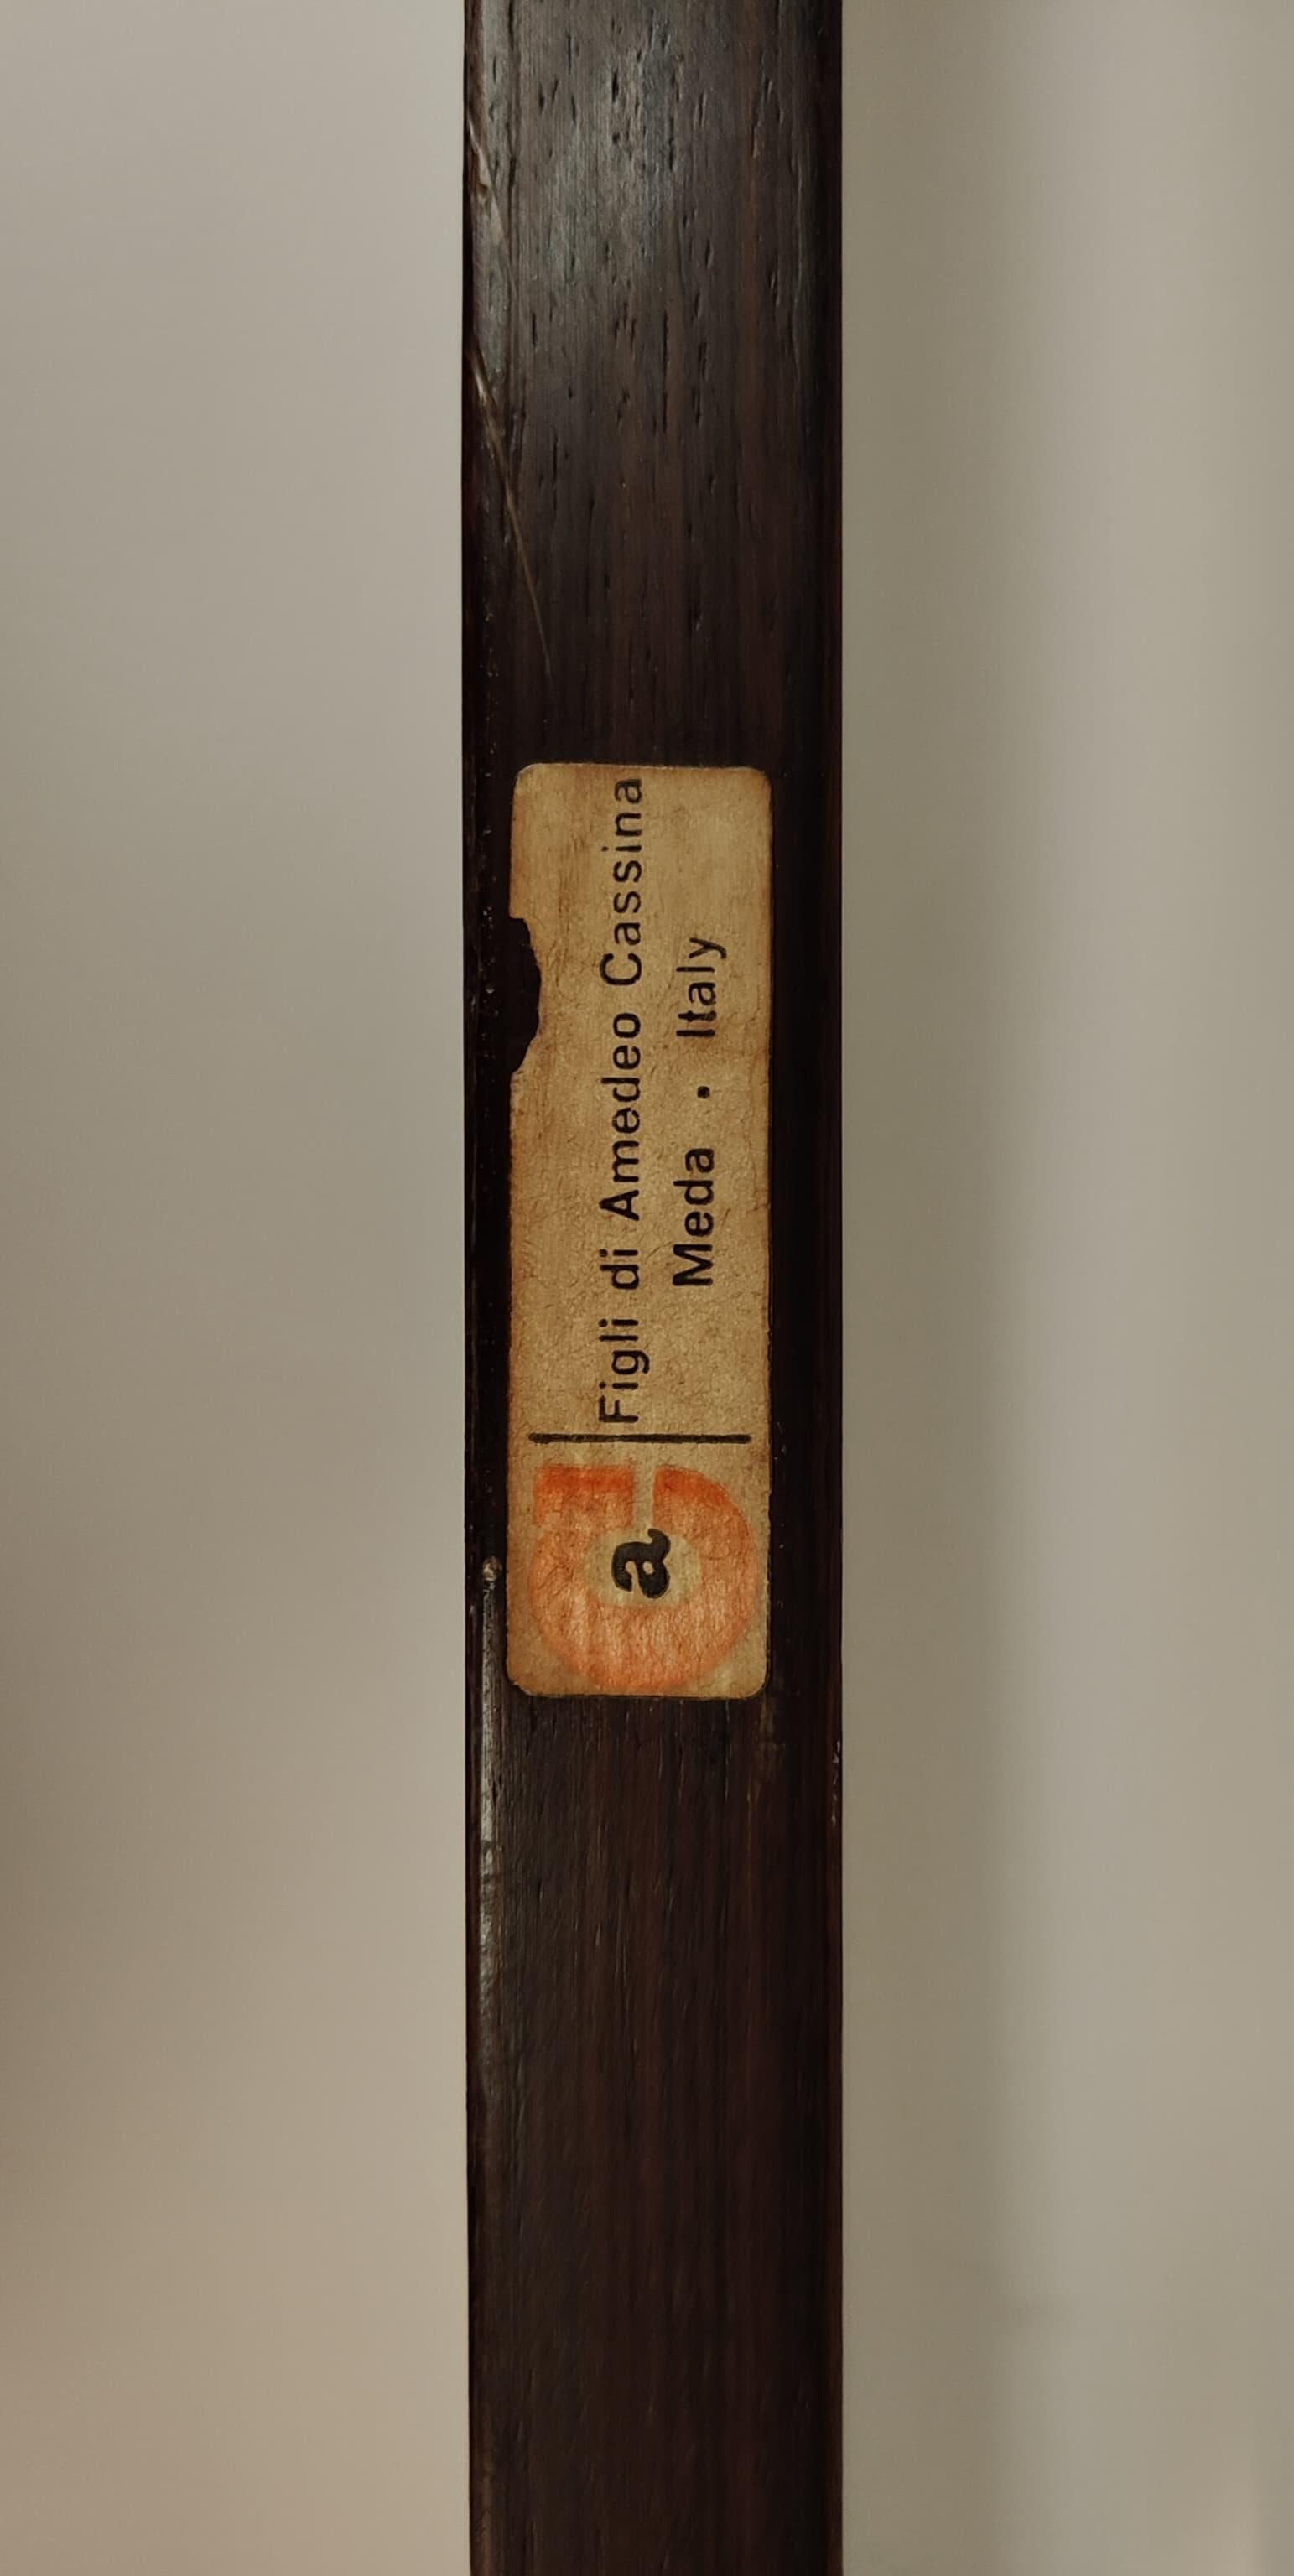 a
Figli di Amedeo Cassina
Meda · Italy